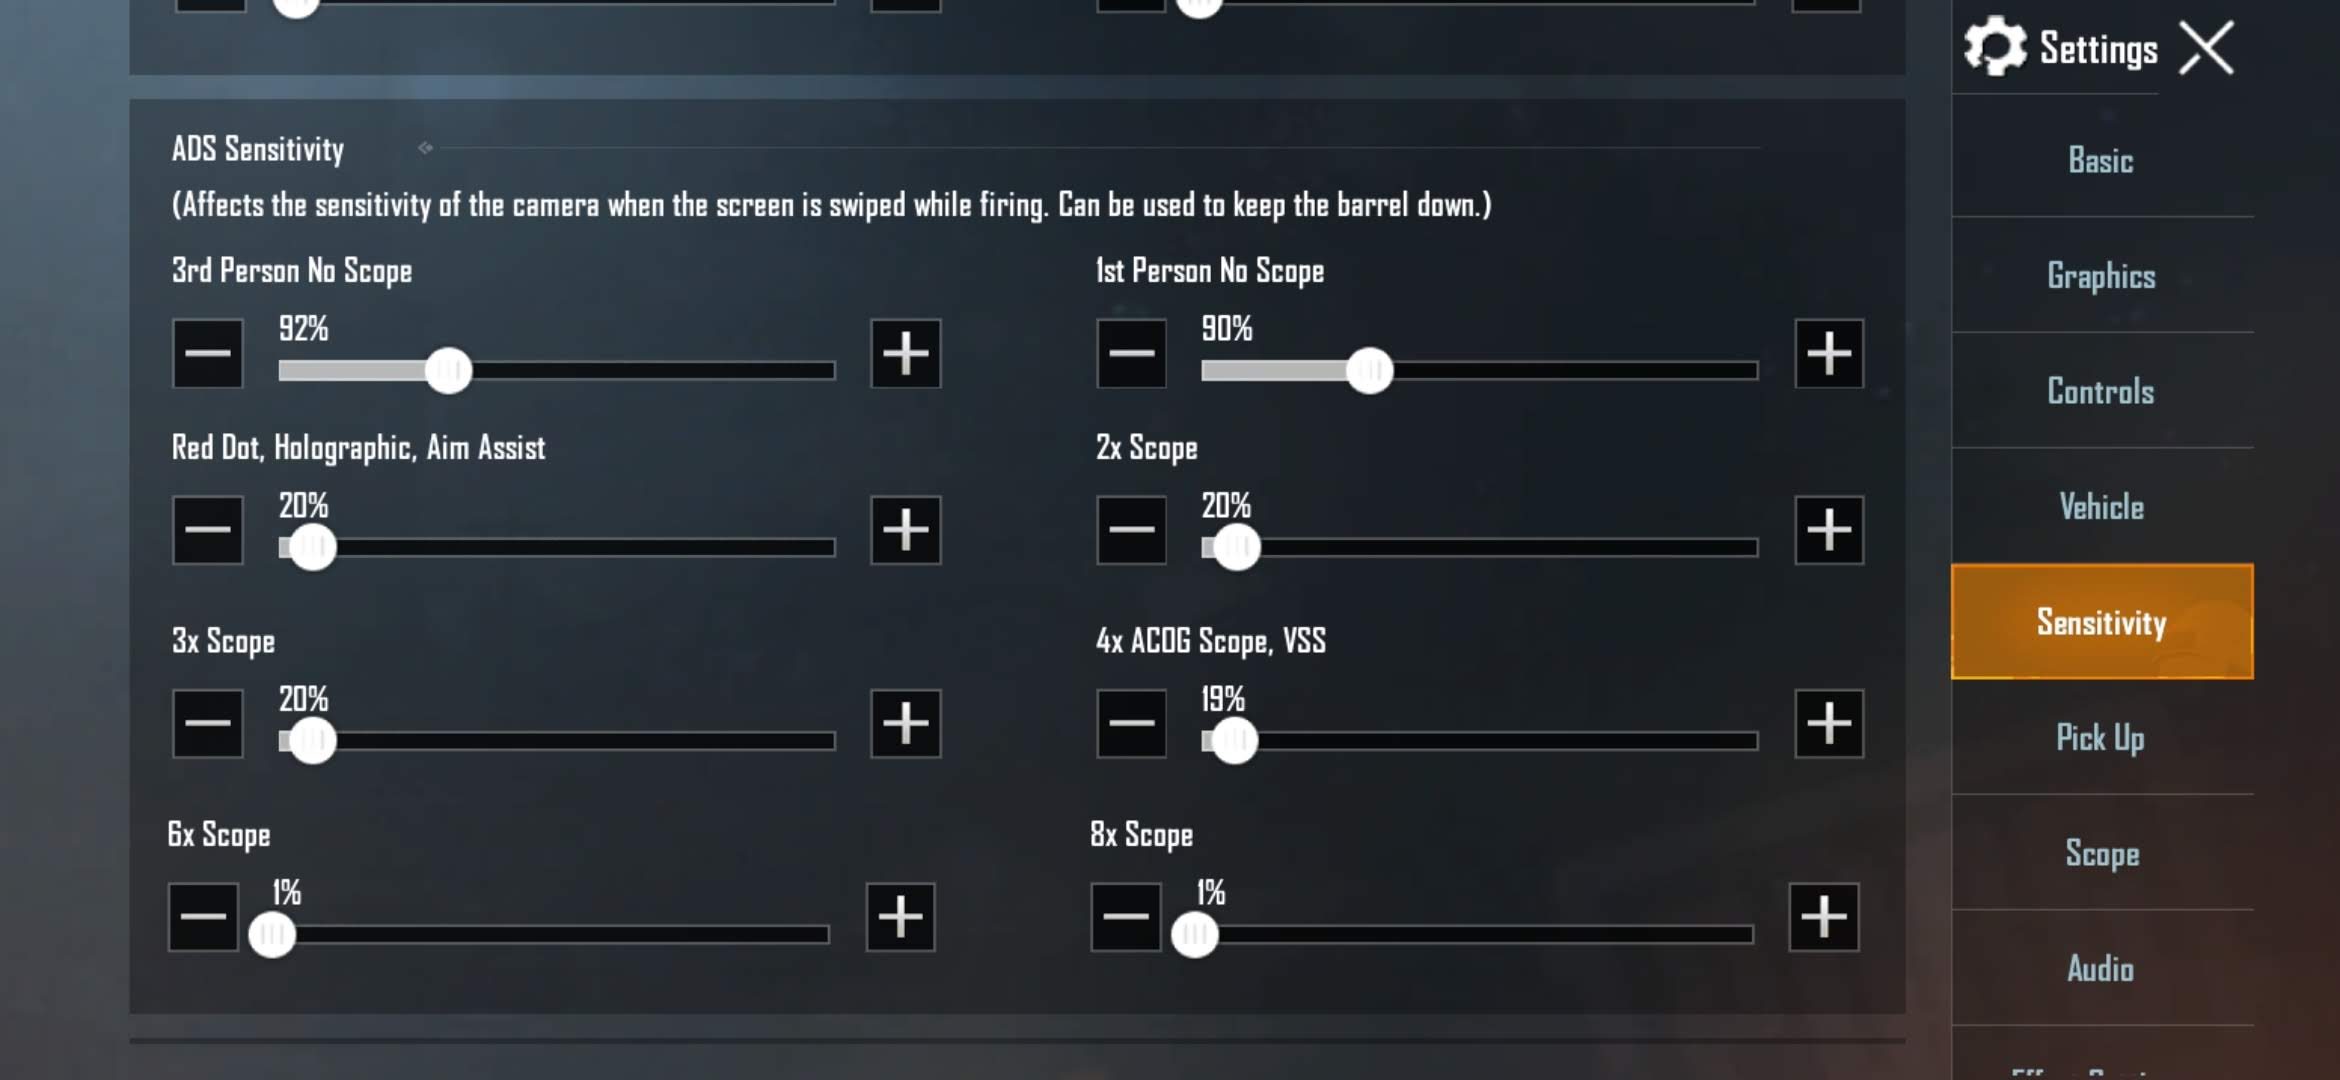 Settings
ADS Sensitivity
(Affects the sensitivity of the camera when the screen is swiped while firing. Can be used to keep the barrel down.)
3rd Person No Scope
92%
1st Person No Scope
90%
Red Dot, Holographic, Aim Assist
20%
2x Scope
20%
3x Scope
20%
4x ACOG Scope, VSS
19%
6x Scope
1%
8x Scope
1%
Basic
Graphics
Controls
Vehicle
Sensitivity
Pick Up
Scope
Audio